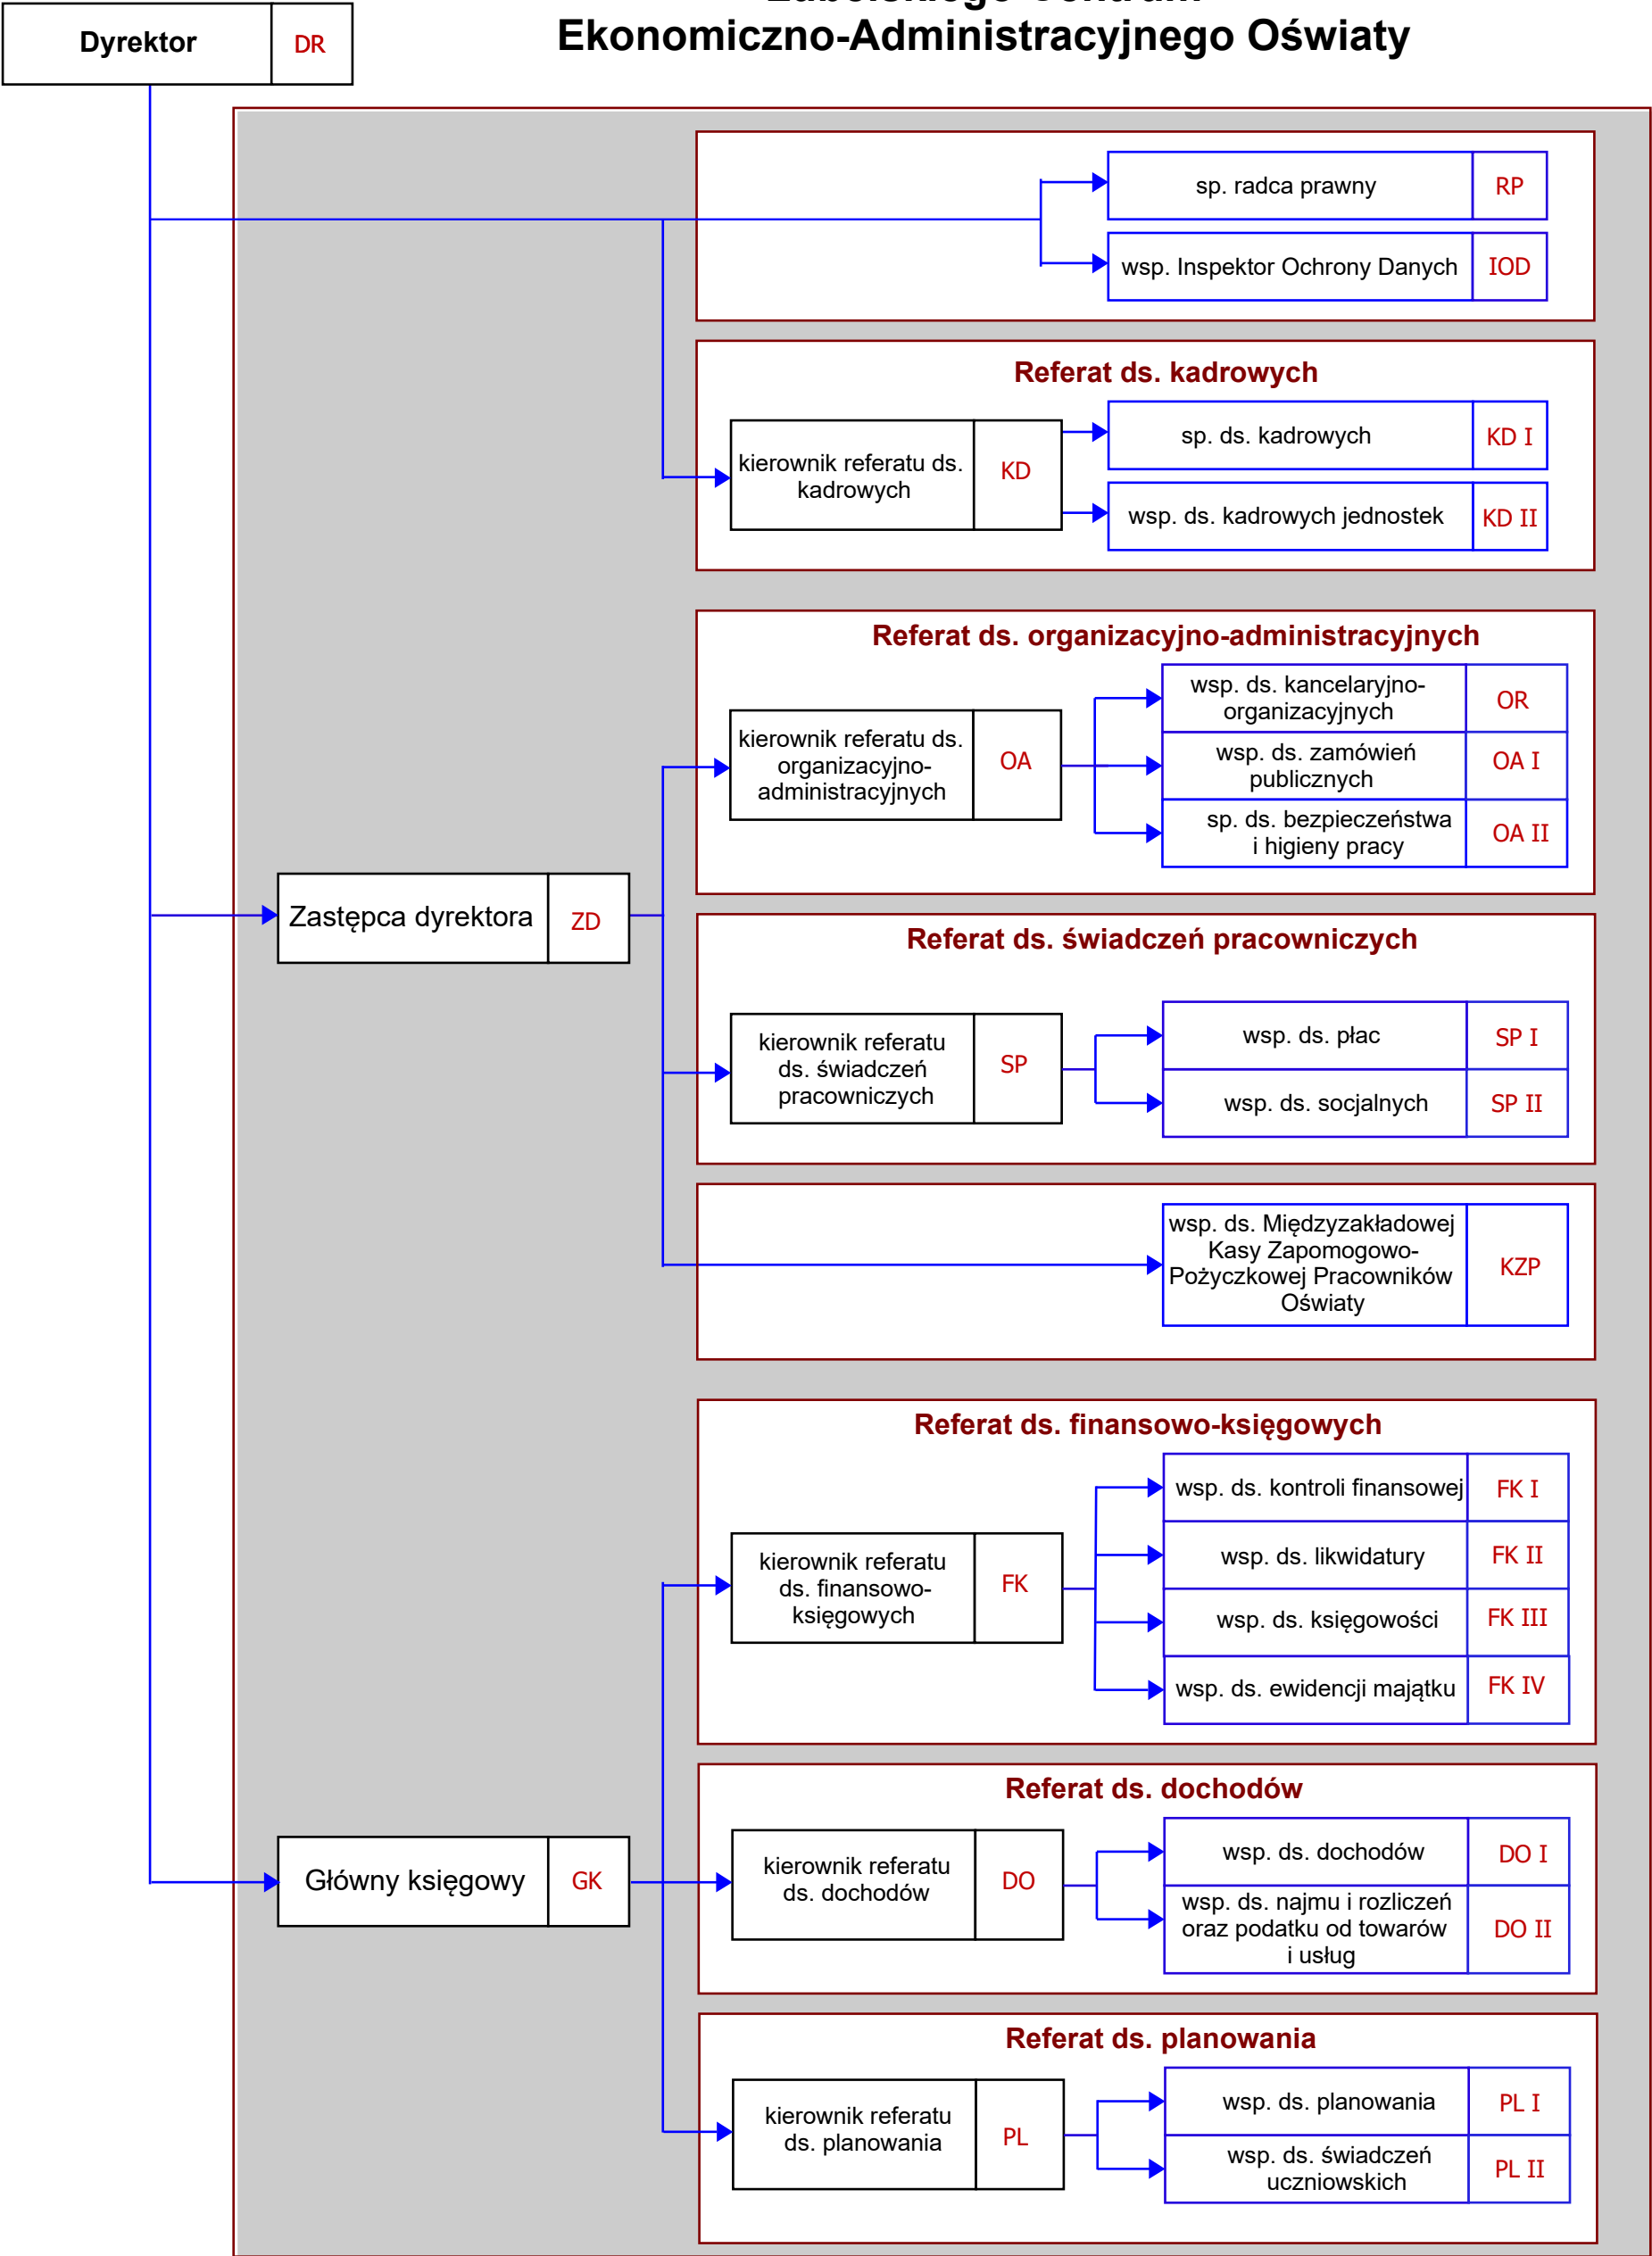 Ekonomiczno-Administracyjnego Oświaty
Dyrektor
DR
sp. radca prawny
RP
wsp. Inspektor Ochrony Danych
IOD
Referat ds. kadrowych
kierownik referatu ds.
kadrowych
KD
sp. ds. kadrowych
KD I
wsp. ds. kadrowych jednostek
KD II
Referat ds. organizacyjno-administracyjnych
kierownik referatu ds.
organizacyjno-
administracyjnych
OA
wsp. ds. kancelaryjno-
organizacyjnych
OR
wsp. ds. zamówień
publicznych
OA I
sp. ds. bezpieczeństwa
i higieny pracy
OA II
Zastępca dyrektora
ZD
Referat ds. świadczeń pracowniczych
kierownik referatu
ds. świadczeń
pracowniczych
SP
wsp. ds. płac
SP I
wsp. ds. socjalnych
SP II
wsp. ds. Międzyzakładowej
Kasy Zapomogowo-
Pożyczkowej Pracowników
Oświaty
KZP
Referat ds. finansowo-księgowych
kierownik referatu
ds. finansowo-
księgowych
FK
wsp. ds. kontroli finansowej
FK I
wsp. ds. likwidatury
FK II
wsp. ds. księgowości
FK III
wsp. ds. ewidencji majątku
FK IV
Główny księgowy
GK
Referat ds. dochodów
kierownik referatu
ds. dochodów
DO
wsp. ds. dochodów
DO I
wsp. ds. najmu i rozliczeń
oraz podatku od towarów
i usług
DO II
Referat ds. planowania
kierownik referatu
ds. planowania
PL
wsp. ds. planowania
PL I
wsp. ds. świadczeń
uczniowskich
PL II